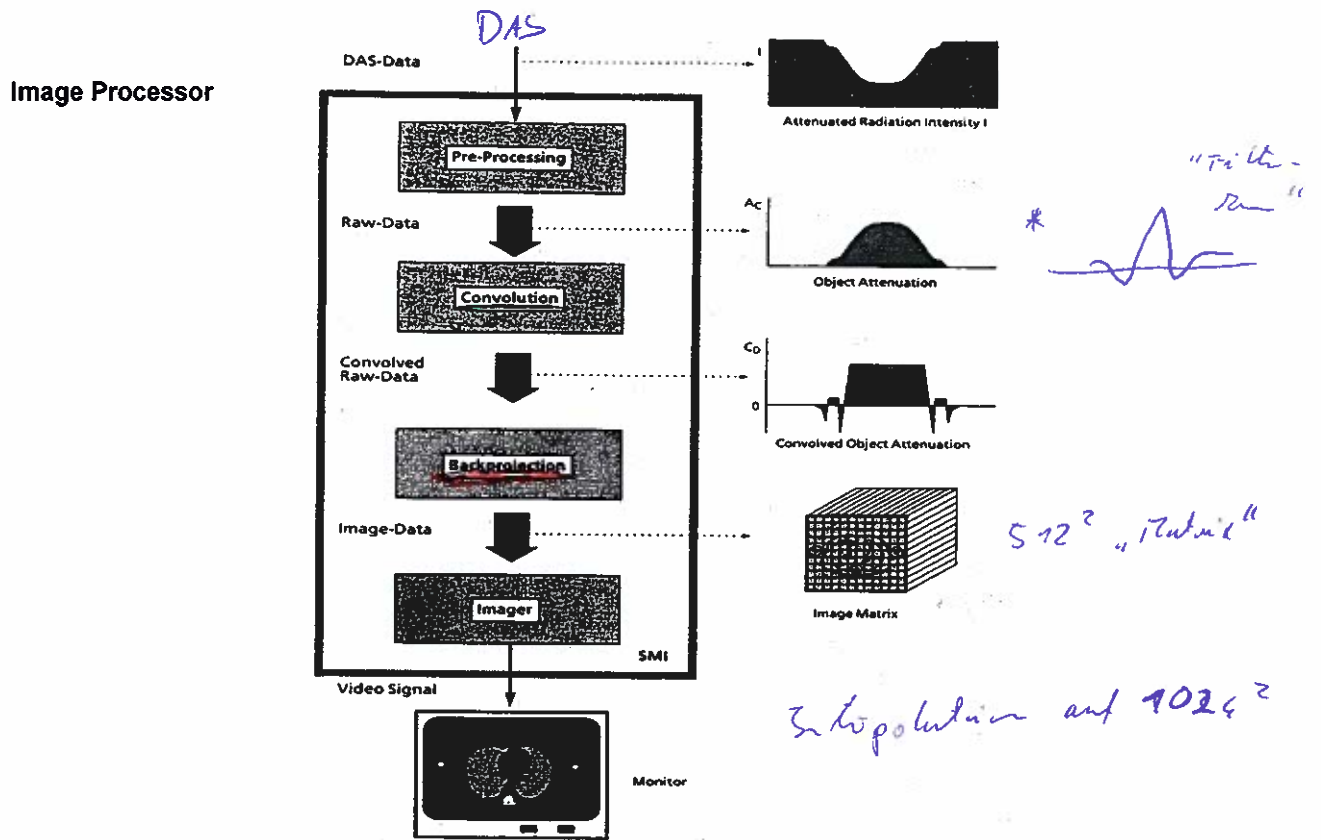 DAS
DAS-Data
I
Image Processor
Attenuated Radiation Intensity I
Pre-Processing
Raw-Data
Ac
*
Object Attenuation
Convolution
Convolved
Raw-Data
CD
0
Convolved Object Attenuation
Backprojection
Image-Data
512² „Matrix“
Imager
Image Matrix
SMI
Video Signal
Interpolation auf 1024²
Monitor